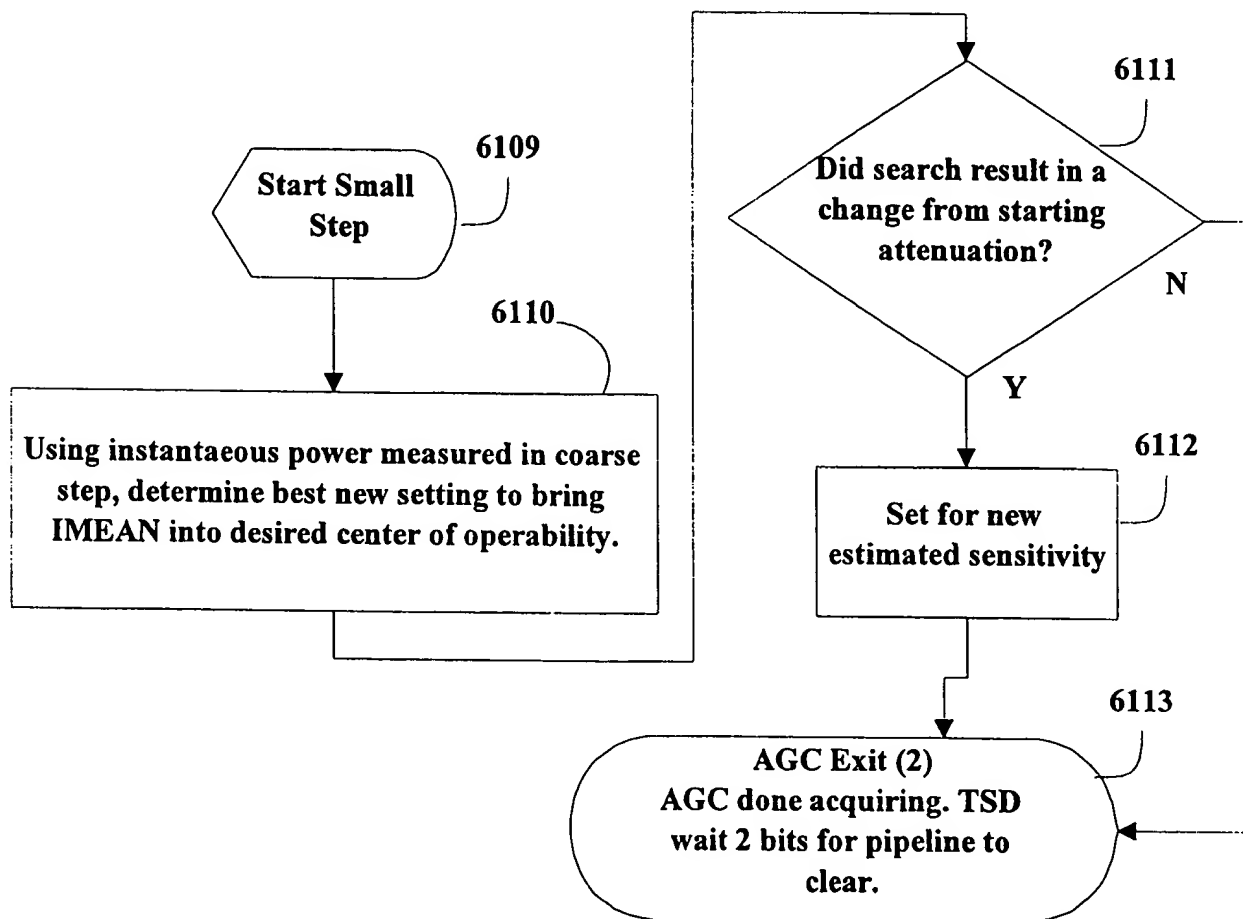 6109
Start Small
Step
6110
Using instantaeous power measured in coarse
step, determine best new setting to bring
IMEAN into desired center of operability.
6111
Did search result in a
change from starting
attenuation?
N
Y
6112
Set for new
estimated sensitivity
6113
AGC Exit (2)
AGC done acquiring. TSD
wait 2 bits for pipeline to
clear.